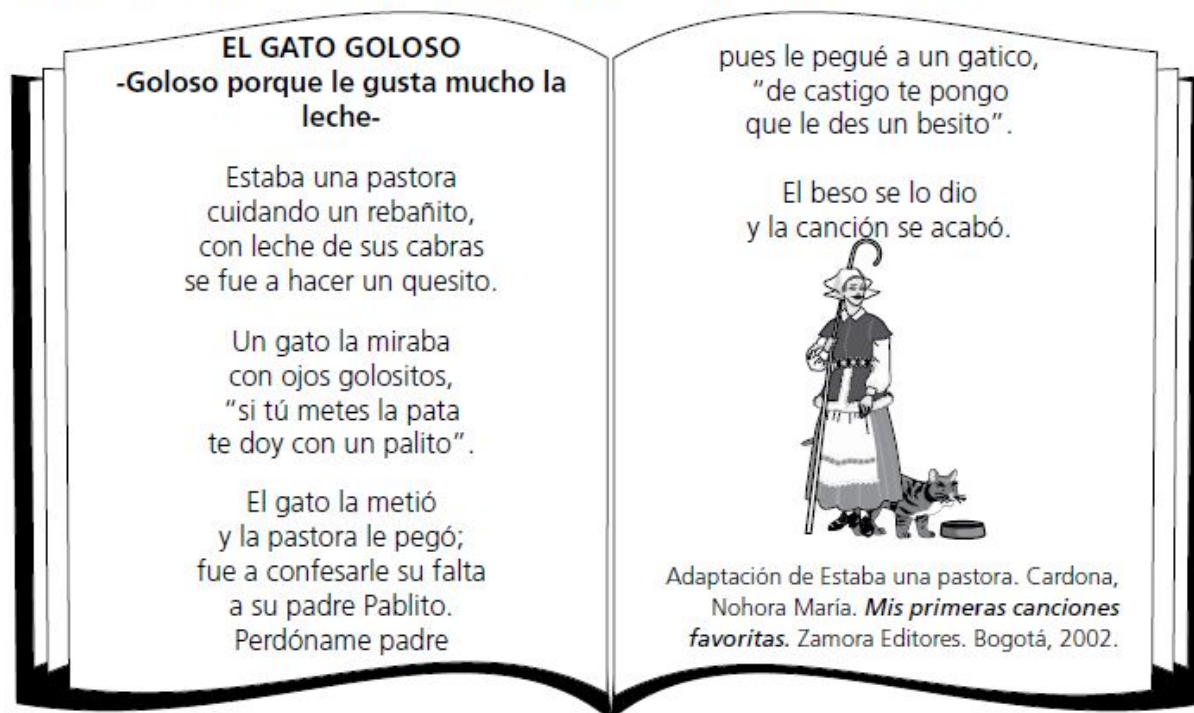 EL GATO GOLOSO
-Goloso porque le gusta mucho la
leche-
Estaba una pastora
cuidando un rebañito,
con leche de sus cabras
se fue a hacer un quesito.
Un gato la miraba
con ojos golositos,
“si tú metes la pata
te doy con un palito”.
El gato la metió
y la pastora le pegó;
fue a confesarle su falta
a su padre Pablito.
Perdóname padre
pues le pegué a un gatico,
“de castigo te pongo
que le des un besito”.
El beso se lo dio
y la canción se acabó.
Adaptación de Estaba una pastora. Cardona,
Nohora María. Mis primeras canciones
favoritas. Zamora Editores. Bogotá, 2002.